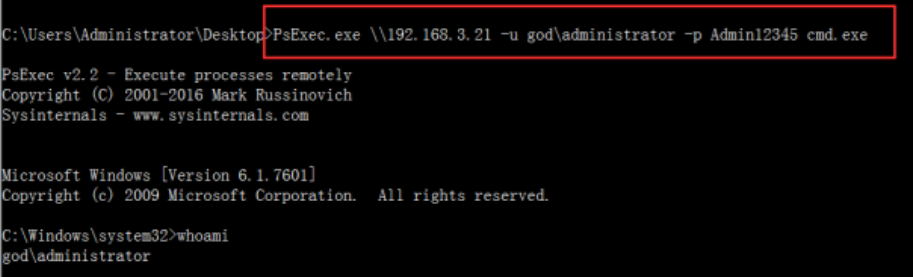 C:\Users\Administrator\Desktop>PsExec.exe \\192.168.3.21 -u god\administrator -p Admin12345 cmd.exe
PsExec v2.2 - Execute processes remotely
Copyright (C) 2001-2016 Mark Russinovich
Sysinternals - www.sysinternals.com
Microsoft Windows [Version 6.1.7601]
Copyright (c) 2009 Microsoft Corporation.  All rights reserved.
C:\Windows\system32>whoami
god\administrator